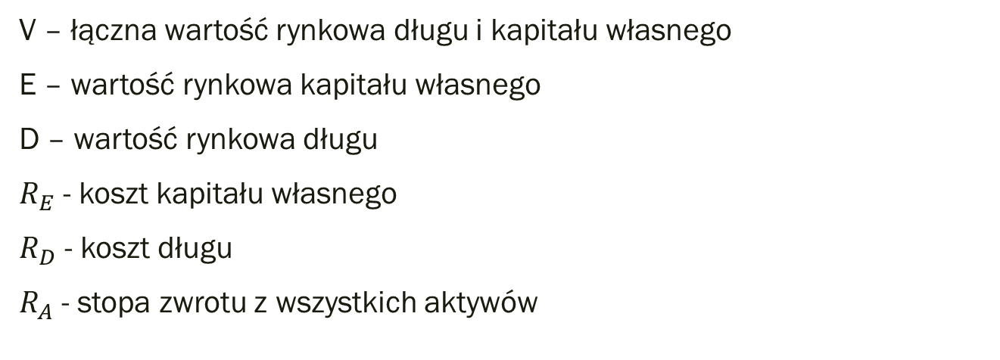 V – łączna wartość rynkowa długu i kapitału własnego
E – wartość rynkowa kapitału własnego
D – wartość rynkowa długu
R_E - koszt kapitału własnego
R_D - koszt długu
R_A - stopa zwrotu z wszystkich aktywów